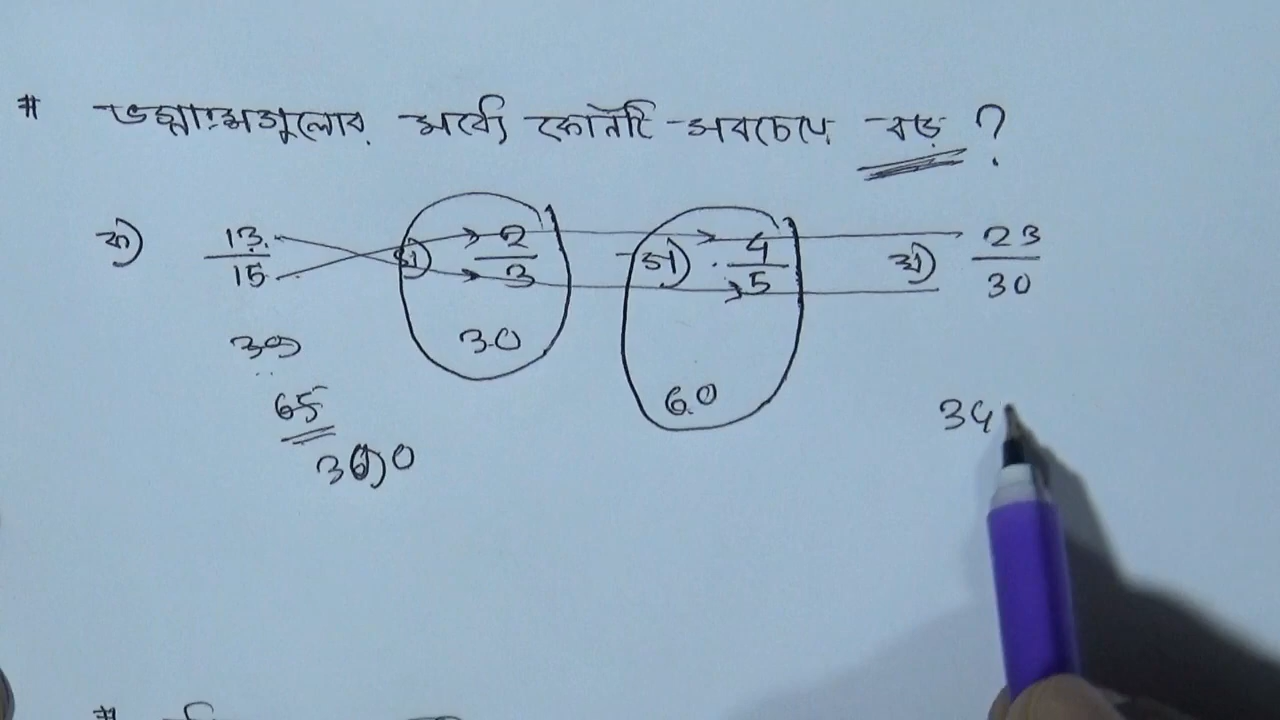 # ভগ্নাংশগুলোর মধ্যে কোনটি সবচেয়ে বড় ?
ক) 13/15 খ) 2/3 গ) 4/5 ঘ) 23/30
39 30
65 60 34
390
#